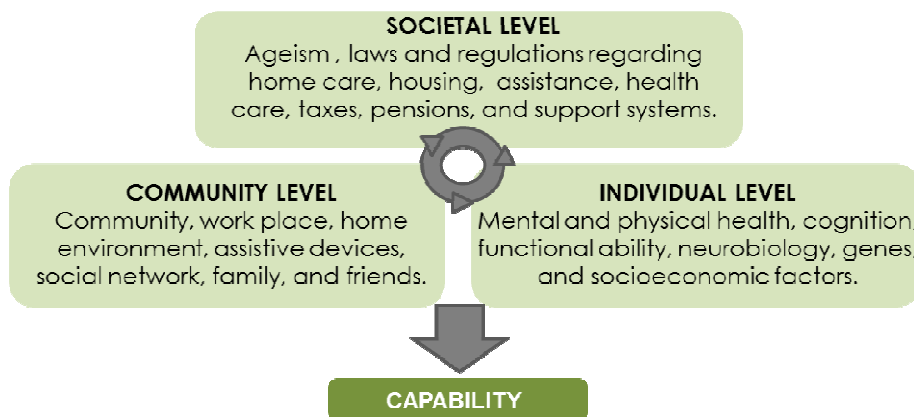 SOCIETAL LEVEL
Ageism , laws and regulations regarding
home care, housing, assistance, health
care, taxes, pensions, and support systems.
COMMUNITY LEVEL
Community, work place, home
environment, assistive devices,
social network, family, and friends.
INDIVIDUAL LEVEL
Mental and physical health, cognition,
functional ability, neurobiology, genes,
and socioeconomic factors.
CAPABILITY